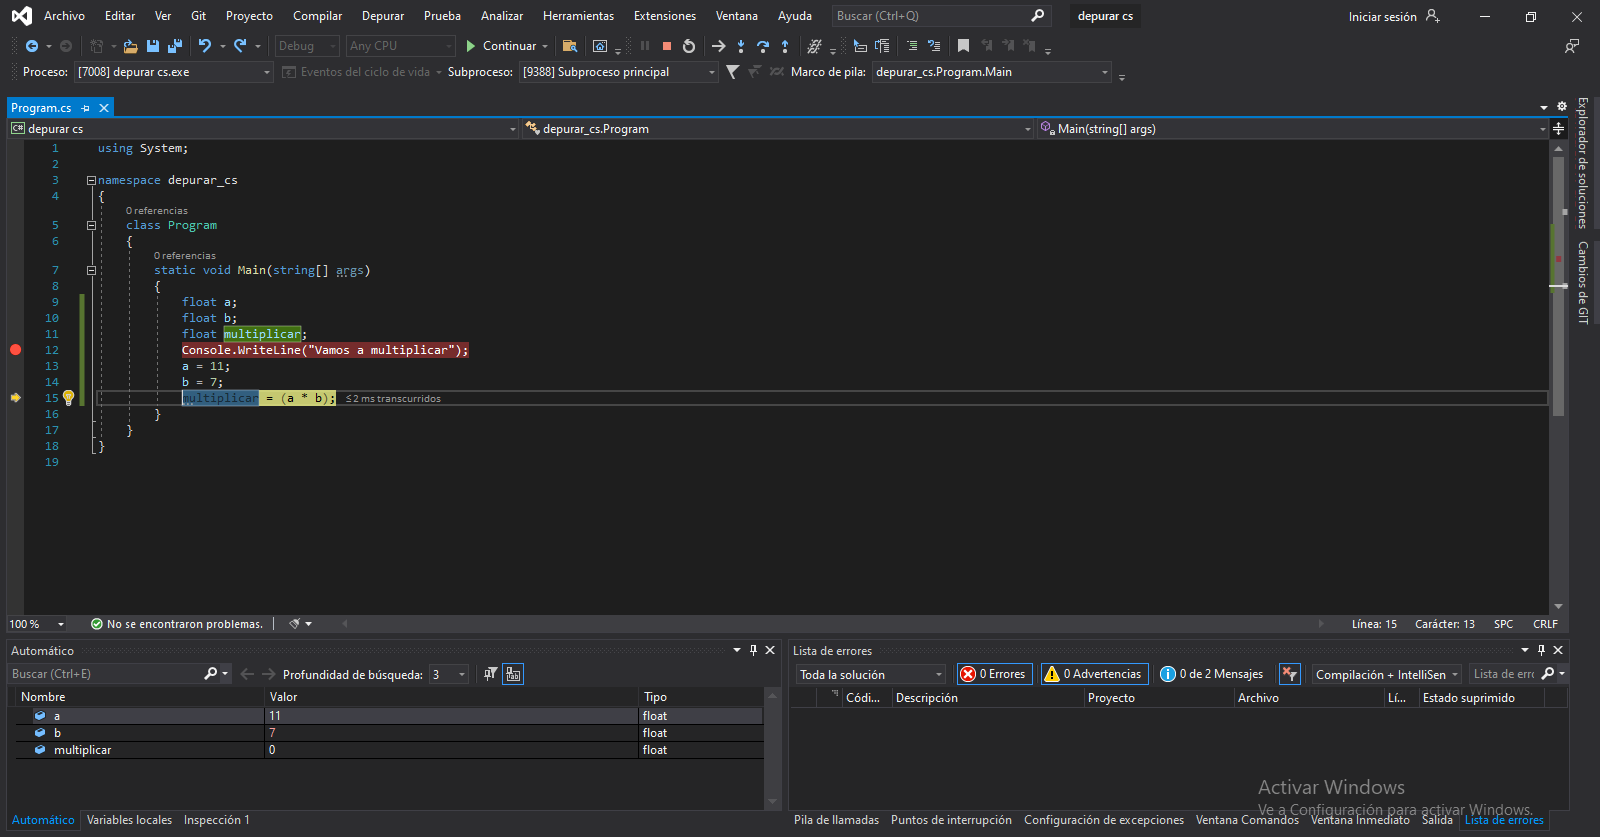 Archivo Editar Ver Git Proyecto Compilar Depurar Prueba Analizar Herramientas Extensiones Ventana Ayuda Buscar (Ctrl+Q) depurar cs Iniciar sesión
Debug Any CPU Continuar
Proceso: [7008] depurar cs.exe Eventos del ciclo de vida Subproceso: [9388] Subproceso principal Marco de pila: depurar_cs.Program.Main
Program.cs
C# depurar cs depurar_cs.Program Main(string[] args)
1 using System;
2
3 namespace depurar_cs
4 {
0 referencias
5 class Program
6 {
0 referencias
7 static void Main(string[] args)
8 {
9 float a;
10 float b;
11 float multiplicar;
12 Console.WriteLine("Vamos a multiplicar");
13 a = 11;
14 b = 7;
15 multiplicar = (a * b); ≤2 ms transcurridos
16 }
17 }
18 }
19
Explorador de soluciones
Cambios de GIT
100 % No se encontraron problemas. Línea: 15 Carácter: 13 SPC CRLF
Automático
Buscar (Ctrl+E) Profundidad de búsqueda: 3
Nombre Valor Tipo
a 11 float
b 7 float
multiplicar 0 float
Automático Variables locales Inspección 1
Lista de errores
Toda la solución 0 Errores 0 Advertencias 0 de 2 Mensajes Compilación + IntelliSen Lista de errc
Códi... Descripción Proyecto Archivo Lí... Estado suprimido
Activar Windows
Ve a Configuración para activar Windows.
Pila de llamadas Puntos de interrupción Configuración de excepciones Ventana Comandos Ventana Inmediato Salida Lista de errores